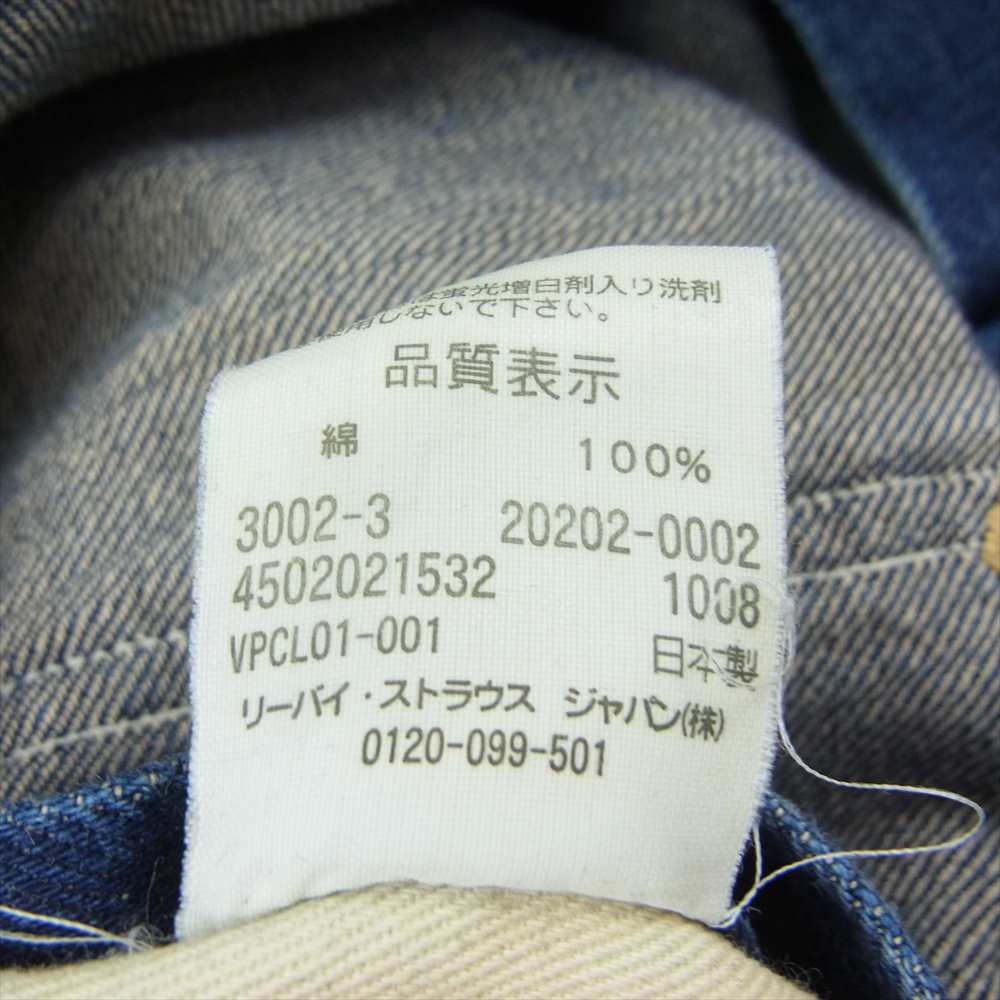 は蛍光増白剤入り洗剤
使用しないで下さい。
品質表示
綿 100%
3002-3 20202-0002
4502021532 1008
VPCL01-001 日本製
リーバイ・ストラウス ジャパン(株)
0120-099-501